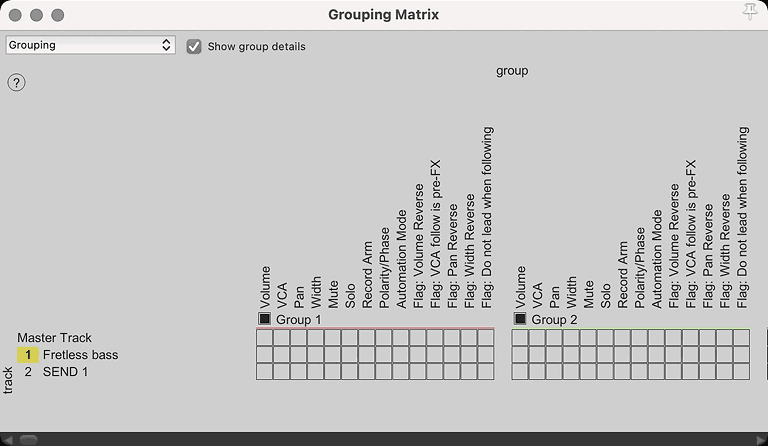 Grouping Matrix
Grouping
Show group details
?
group
Volume
VCA
Pan
Width
Mute
Solo
Record Arm
Polarity/Phase
Automation Mode
Flag: Volume Reverse
Flag: VCA follow is pre-FX
Flag: Pan Reverse
Flag: Width Reverse
Flag: Do not lead when following
Volume
VCA
Pan
Width
Mute
Solo
Record Arm
Polarity/Phase
Automation Mode
Flag: Volume Reverse
Flag: VCA follow is pre-FX
Flag: Pan Reverse
Flag: Width Reverse
Flag: Do not lead when following
Group 1
Group 2
track
Master Track
1 Fretless bass
2 SEND 1